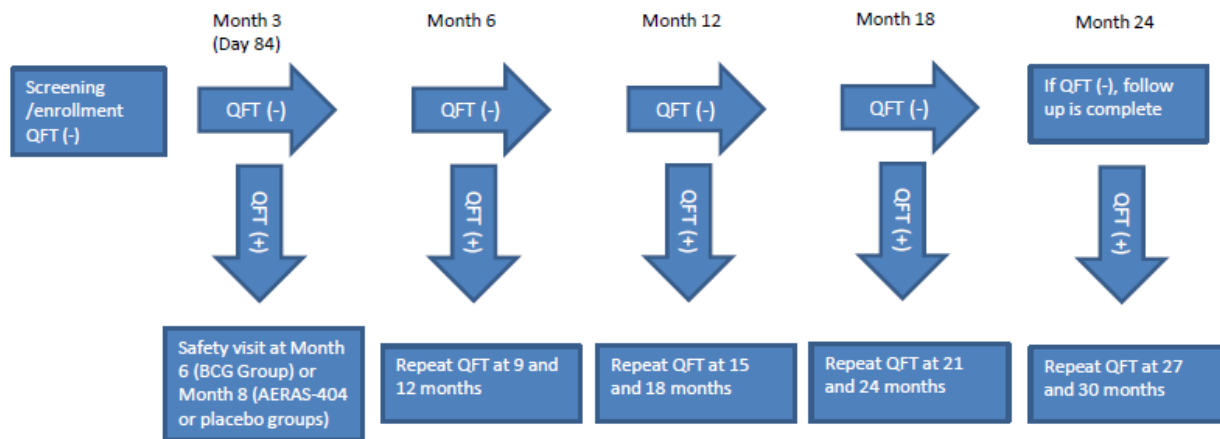 Month 3
(Day 84)
Month 6
Month 12
Month 18
Month 24
Screening
/enrollment
QFT (-)
QFT (-)
QFT (-)
QFT (-)
QFT (-)
If QFT (-), follow
up is complete
QFT (+)
QFT (+)
QFT (+)
QFT (+)
QFT (+)
Safety visit at Month
6 (BCG Group) or
Month 8 (AERAS-404
or placebo groups)
Repeat QFT at 9 and
12 months
Repeat QFT at 15
and 18 months
Repeat QFT at 21
and 24 months
Repeat QFT at 27
and 30 months